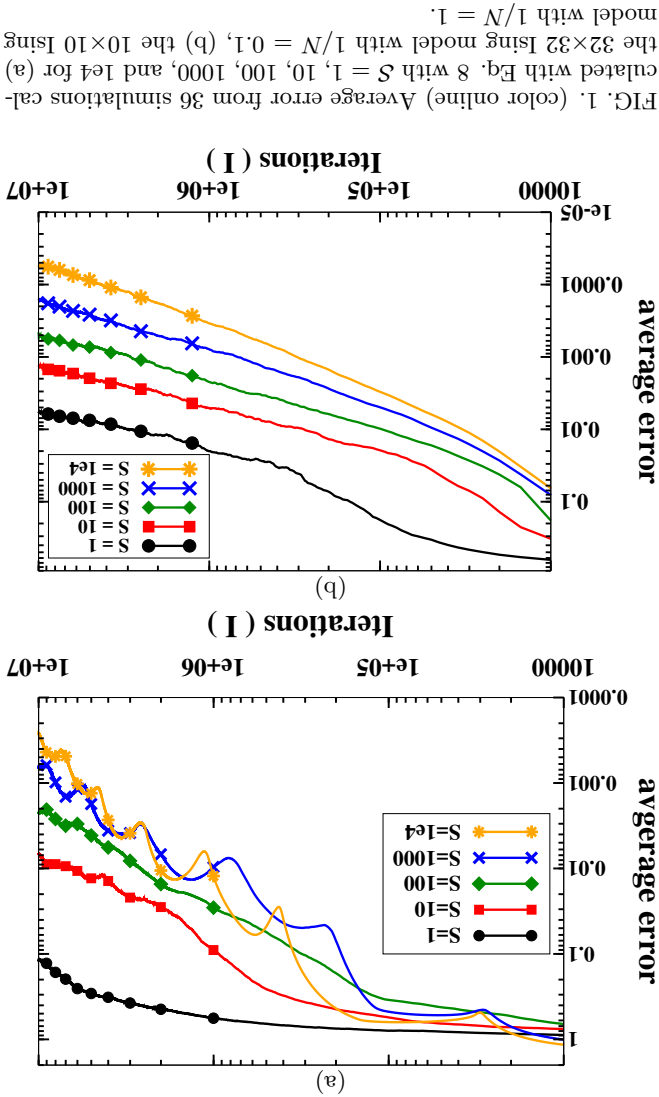 (a)
avgerage error
1
0.1
0.01
0.001
0.0001
S=1
S=10
S=100
S=1000
S=1e4
10000
1e+05
1e+06
1e+07
Iterations ( I )
(b)
average error
0.1
0.01
0.001
0.0001
1e-05
S = 1
S = 10
S = 100
S = 1000
S = 1e4
10000
1e+05
1e+06
1e+07
Iterations ( I )
FIG. 1. (color online) Average error from 36 simulations cal-
culated with Eq. 8 with S = 1, 10, 100, 1000, and 1e4 for (a)
the 32×32 Ising model with 1/N = 0.1, (b) the 10×10 Ising
model with 1/N = 1.